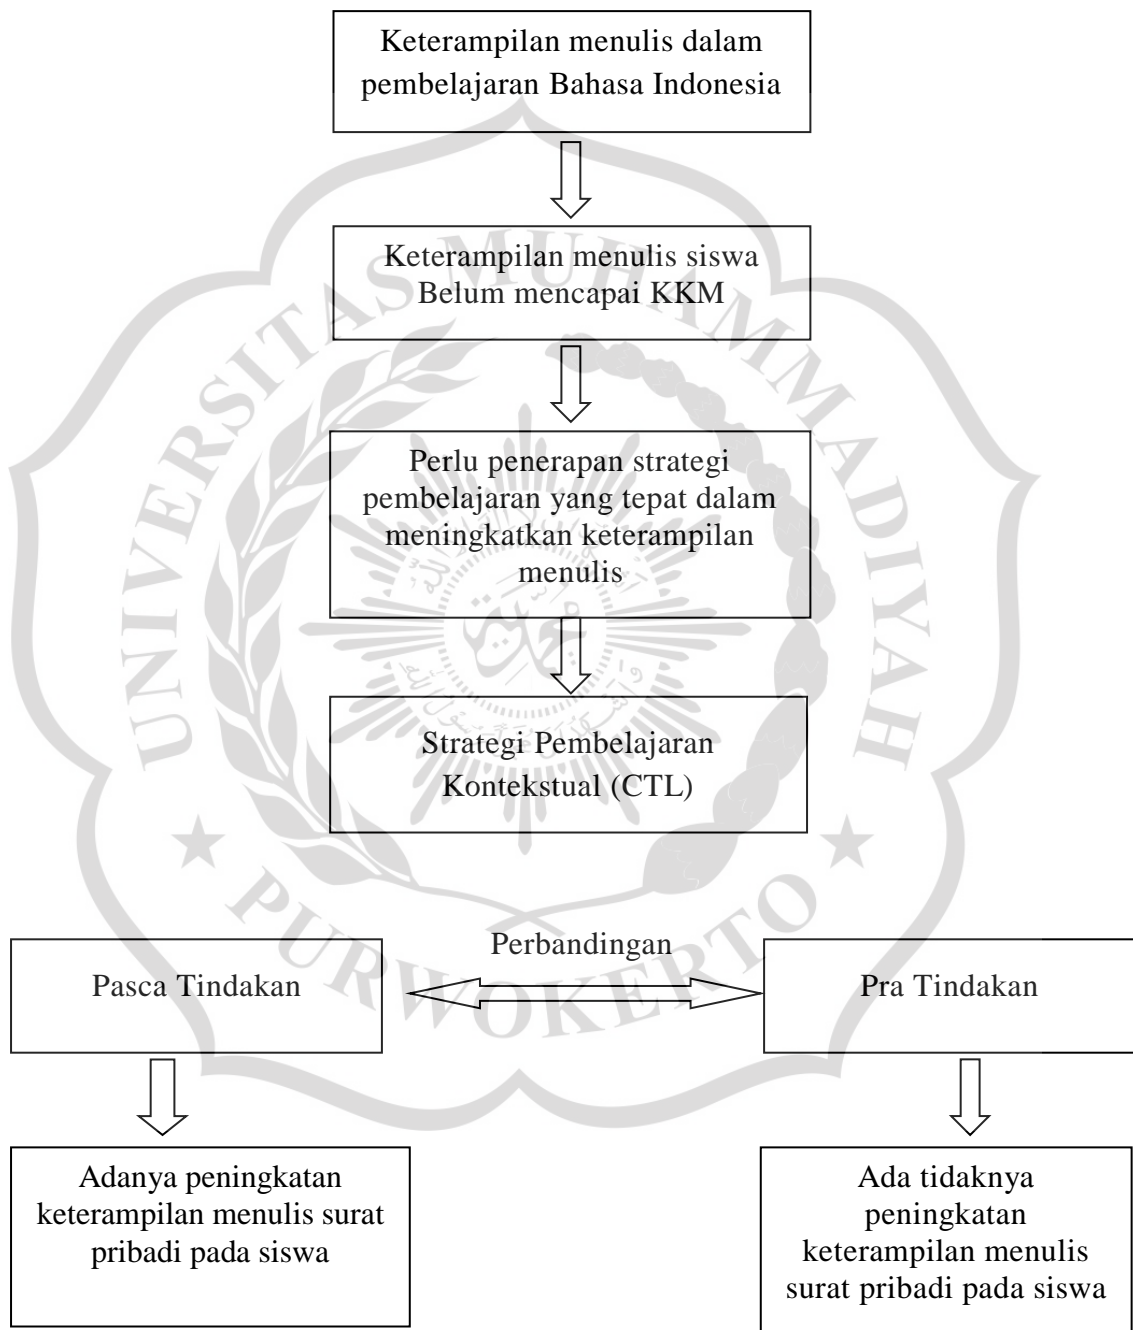 Keterampilan menulis dalam
pembelajaran Bahasa Indonesia
Keterampilan menulis siswa
Belum mencapai KKM
Perlu penerapan strategi
pembelajaran yang tepat dalam
meningkatkan keterampilan
menulis
Strategi Pembelajaran
Kontekstual (CTL)
Perbandingan
Pasca Tindakan
Pra Tindakan
Adanya peningkatan
keterampilan menulis surat
pribadi pada siswa
Ada tidaknya
peningkatan
keterampilan menulis
surat pribadi pada siswa
UNIVERSITAS MUHAMMADIYAH
PURWOKERTO